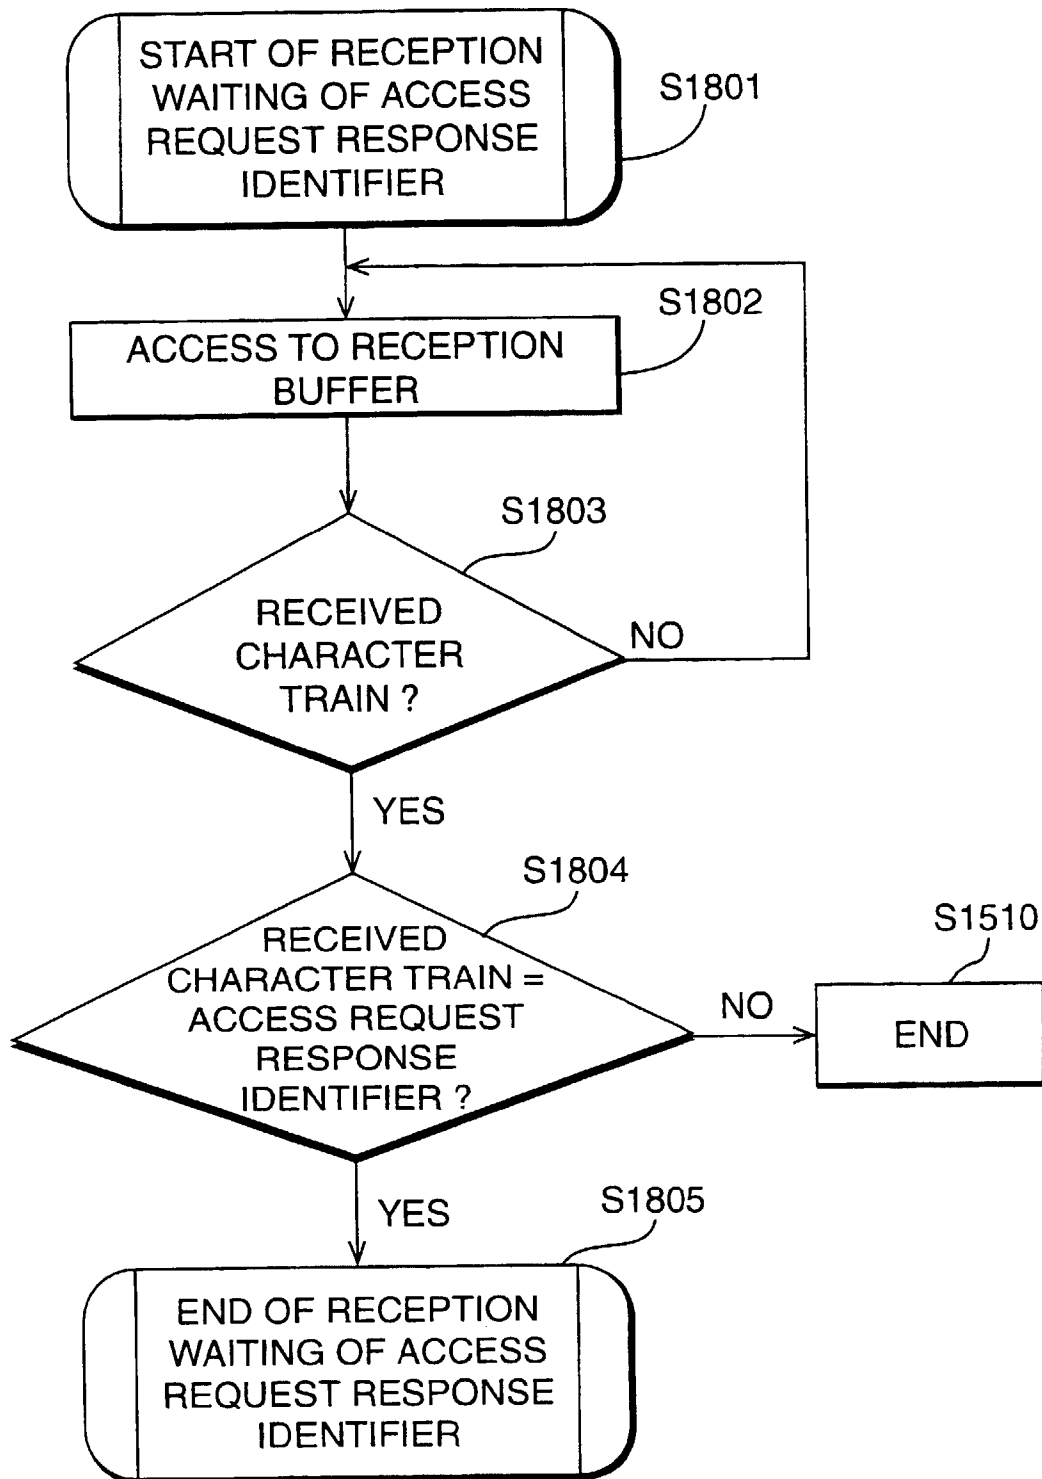 START OF RECEPTION
WAITING OF ACCESS
REQUEST RESPONSE
IDENTIFIER
S1801
S1802
ACCESS TO RECEPTION
BUFFER
S1803
RECEIVED
CHARACTER
TRAIN ?
NO
YES
S1804
RECEIVED
CHARACTER TRAIN =
ACCESS REQUEST
RESPONSE
IDENTIFIER ?
NO
S1510
END
YES
S1805
END OF RECEPTION
WAITING OF ACCESS
REQUEST RESPONSE
IDENTIFIER